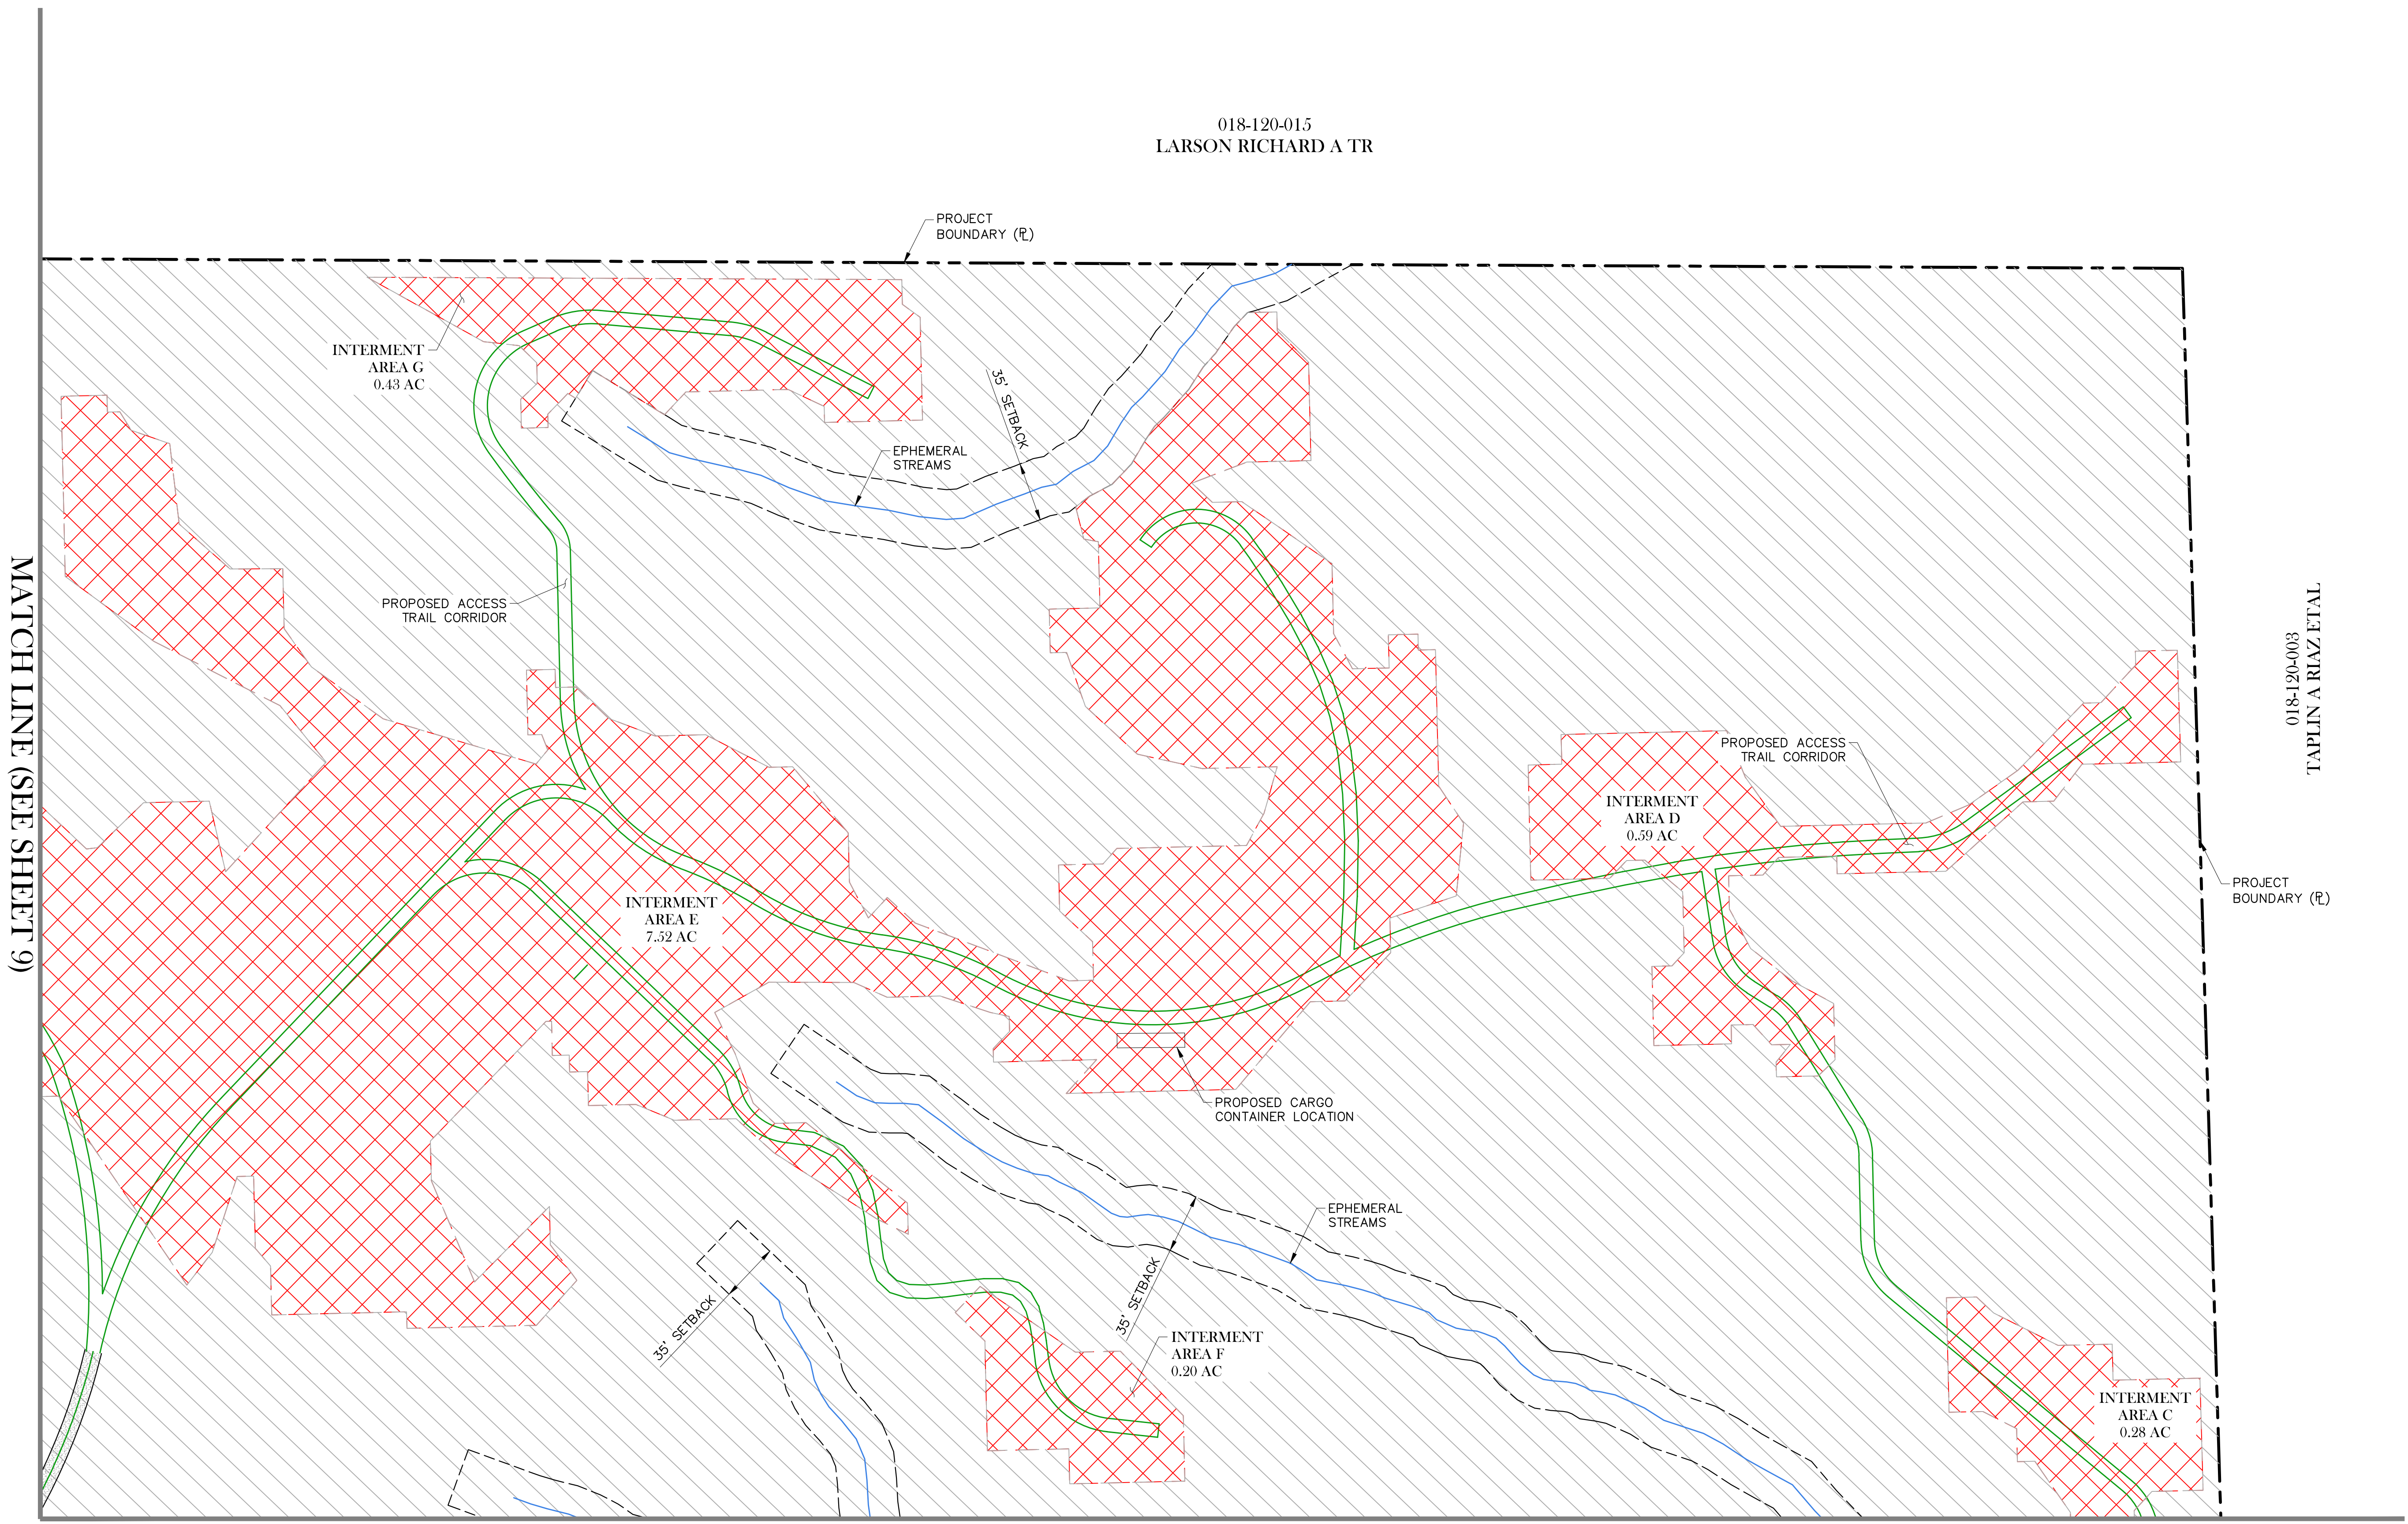 018-120-015
LARSON RICHARD A TR
PROJECT
BOUNDARY (PL)
INTERMENT
AREA G
0.43 AC
35' SETBACK
EPHEMERAL
STREAMS
PROPOSED ACCESS
TRAIL CORRIDOR
MATCH LINE (SEE SHEET 9)
018-120-003
TAPLIN A RIAZ ETAL
PROPOSED ACCESS
TRAIL CORRIDOR
INTERMENT
AREA D
0.59 AC
PROJECT
BOUNDARY (PL)
INTERMENT
AREA E
7.52 AC
PROPOSED CARGO
CONTAINER LOCATION
EPHEMERAL
STREAMS
35' SETBACK
35' SETBACK
INTERMENT
AREA F
0.20 AC
INTERMENT
AREA C
0.28 AC